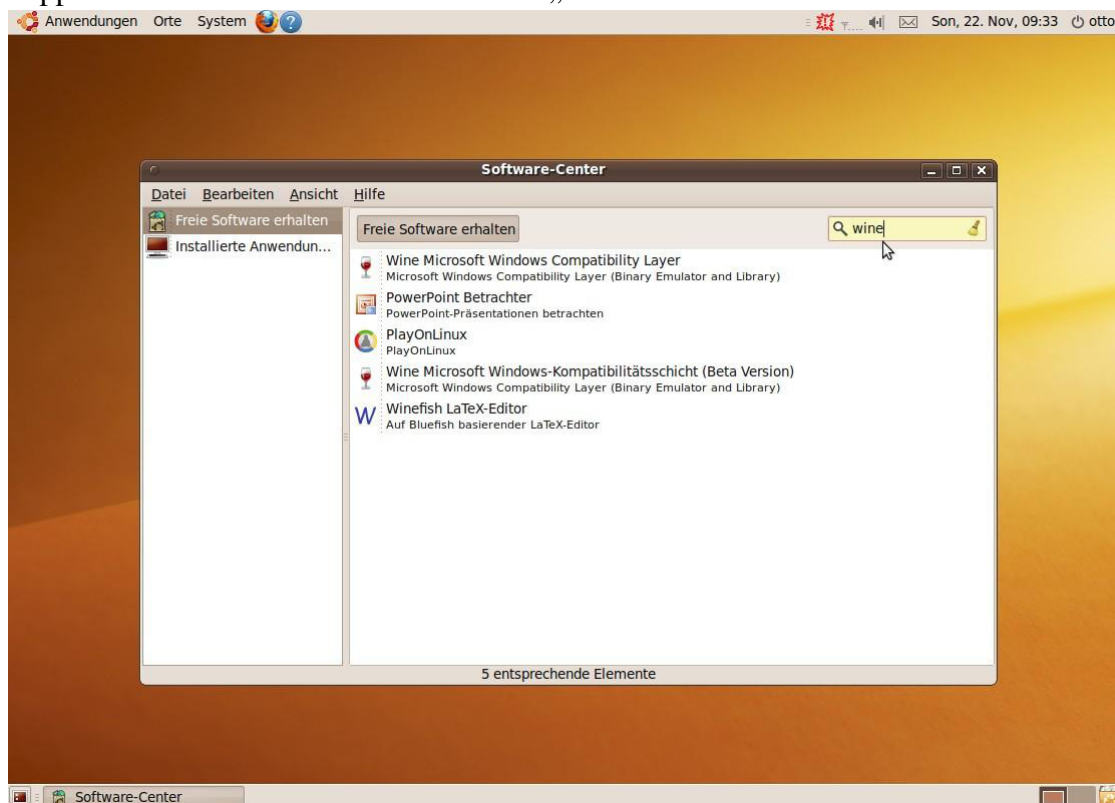 Anwendungen Orte System
Son, 22. Nov, 09:33 otto
Software-Center
Datei Bearbeiten Ansicht Hilfe
Freie Software erhalten
Installierte Anwendun...
Freie Software erhalten
wine
Wine Microsoft Windows Compatibility Layer
Microsoft Windows Compatibility Layer (Binary Emulator and Library)
PowerPoint Betrachter
PowerPoint-Präsentationen betrachten
PlayOnLinux
PlayOnLinux
Wine Microsoft Windows-Kompatibilitätsschicht (Beta Version)
Microsoft Windows Compatibility Layer (Binary Emulator and Library)
Winefish LaTeX-Editor
Auf Bluefish basierender LaTeX-Editor
5 entsprechende Elemente
Software-Center